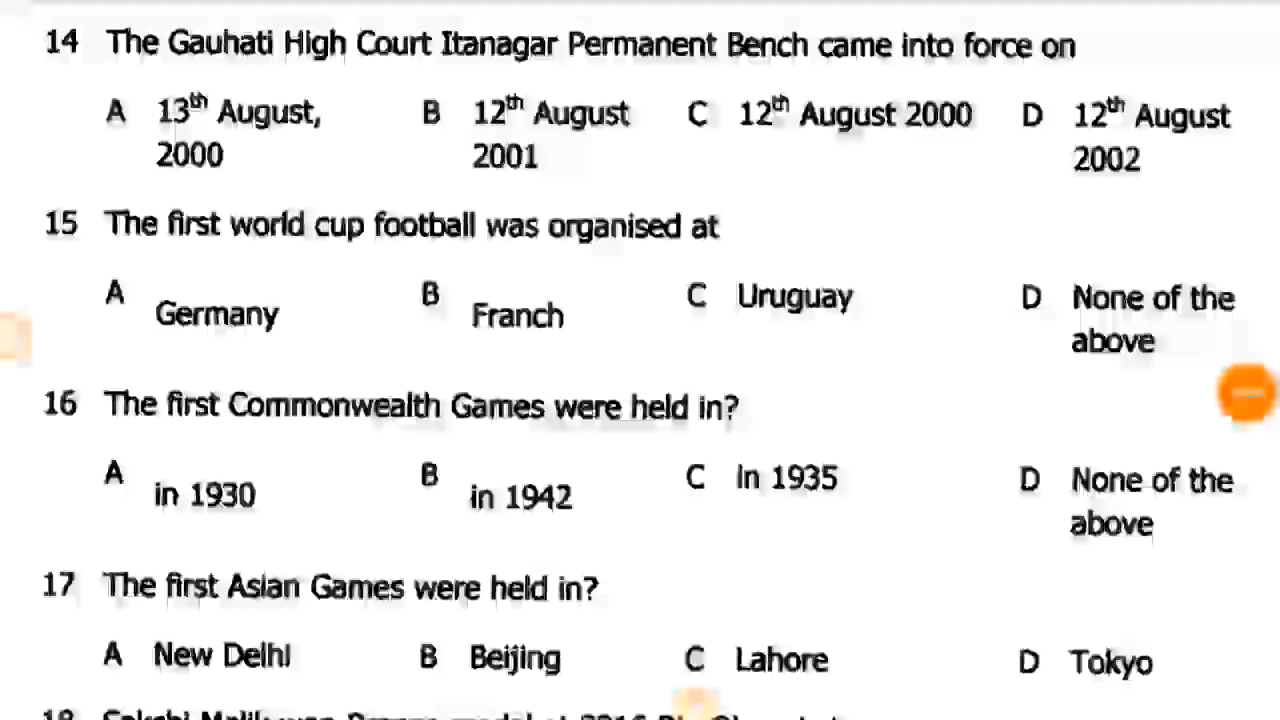 14 The Gauhati High Court Itanagar Permanent Bench came into force on
A 13th August, 2000 B 12th August 2001 C 12th August 2000 D 12th August 2002
15 The first world cup football was organised at
A Germany B Franch C Uruguay D None of the above
16 The first Commonwealth Games were held in?
A in 1930 B in 1942 C In 1935 D None of the above
17 The first Asian Games were held in?
A New Delhi B Beijing C Lahore D Tokyo
18